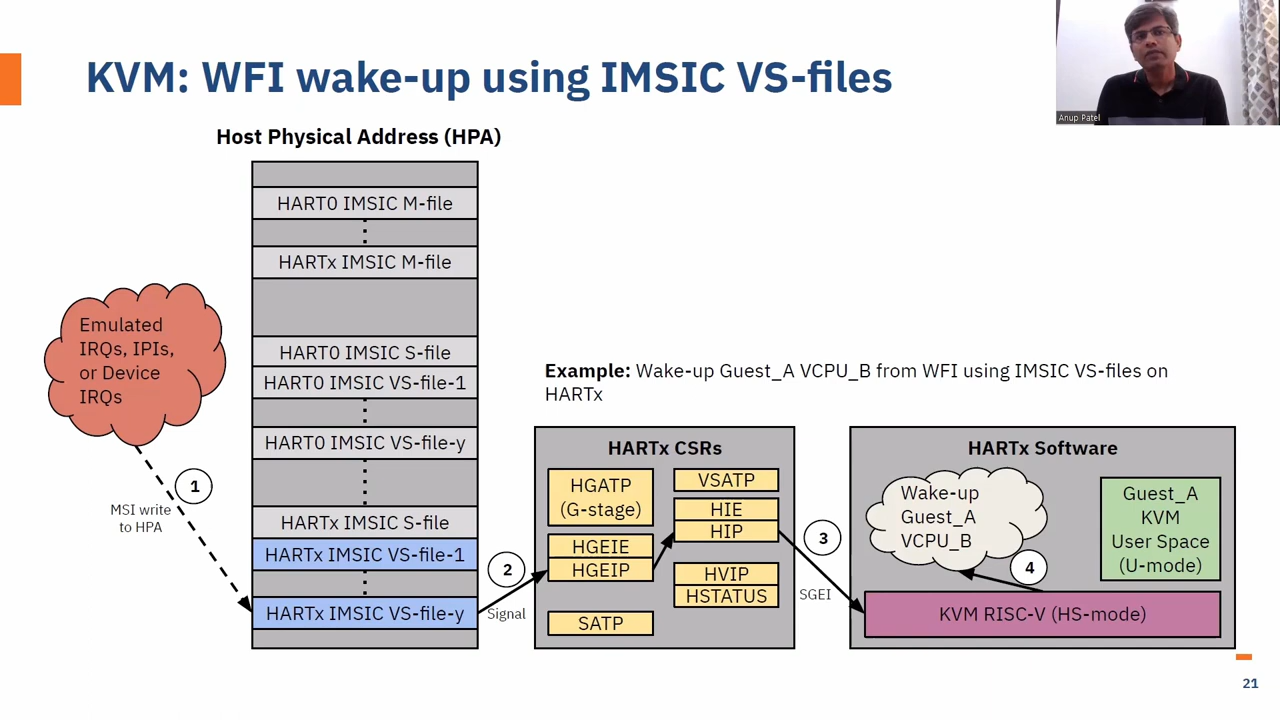 KVM: WFI wake-up using IMSIC VS-files
Anup Patel
Host Physical Address (HPA)
HART0 IMSIC M-file
HARTx IMSIC M-file
HART0 IMSIC S-file
HART0 IMSIC VS-file-1
HART0 IMSIC VS-file-y
HARTx IMSIC S-file
HARTx IMSIC VS-file-1
HARTx IMSIC VS-file-y
Emulated
IRQs, IPIs,
or Device
IRQs
1
MSI write
to HPA
2
Signal
Example: Wake-up Guest_A VCPU_B from WFI using IMSIC VS-files on
HARTx
HARTx CSRs
HGATP
(G-stage)
HGEIE
HGEIP
SATP
VSATP
HIE
HIP
HVIP
HSTATUS
3
SGEI
HARTx Software
Wake-up
Guest_A
VCPU_B
4
Guest_A
KVM
User Space
(U-mode)
KVM RISC-V (HS-mode)
21